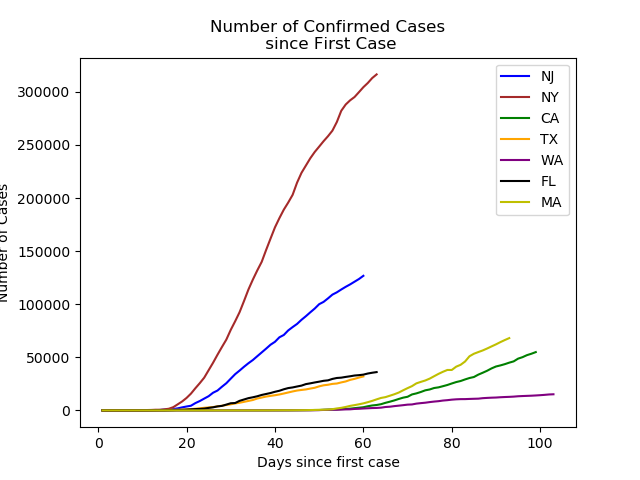 Number of Confirmed Cases
since First Case
NJ
NY
CA
TX
WA
FL
MA
300000
250000
200000
150000
100000
50000
0
Number of Cases
0 20 40 60 80 100
Days since first case